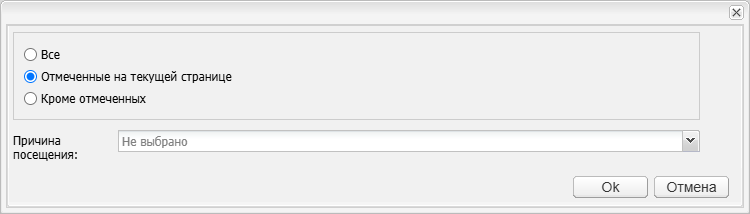 Все
Отмеченные на текущей странице
Кроме отмеченных
Причина
посещения:
Не выбрано
Ok
Отмена